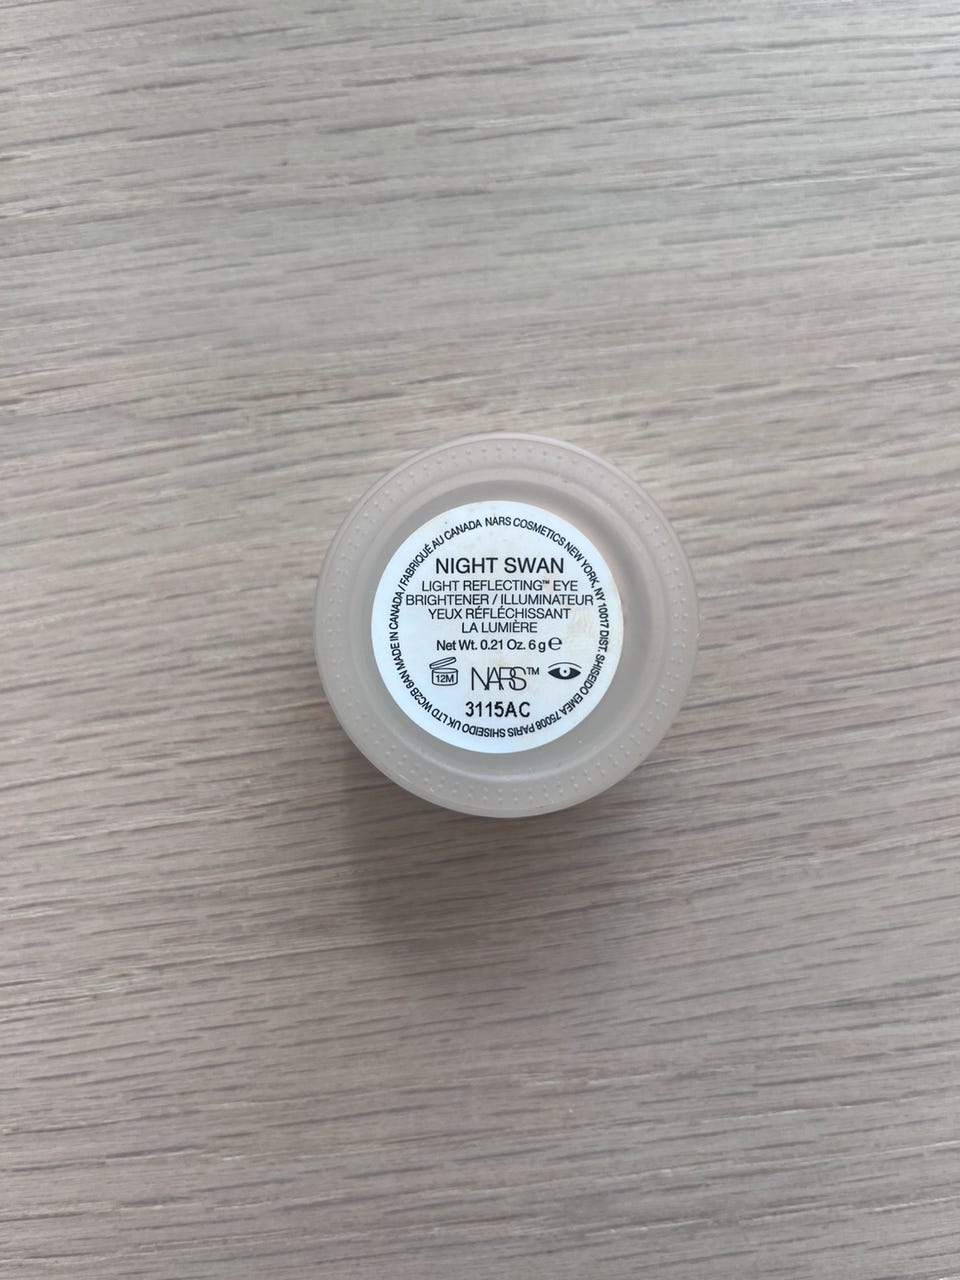 MADE IN CANADA / FABRIQUÉ AU CANADA NARS COSMETICS NEW YORK, NY 10017 DIST. SHISEIDO EMEA 75008 PARIS SHISEIDO UK LTD WC2B 6AN
NIGHT SWAN
LIGHT REFLECTING™ EYE
BRIGHTENER / ILLUMINATEUR
YEUX RÉFLÉCHISSANT
LA LUMIÈRE
Net Wt. 0.21 Oz. 6 g ℮
12M
NARS™
3115AC